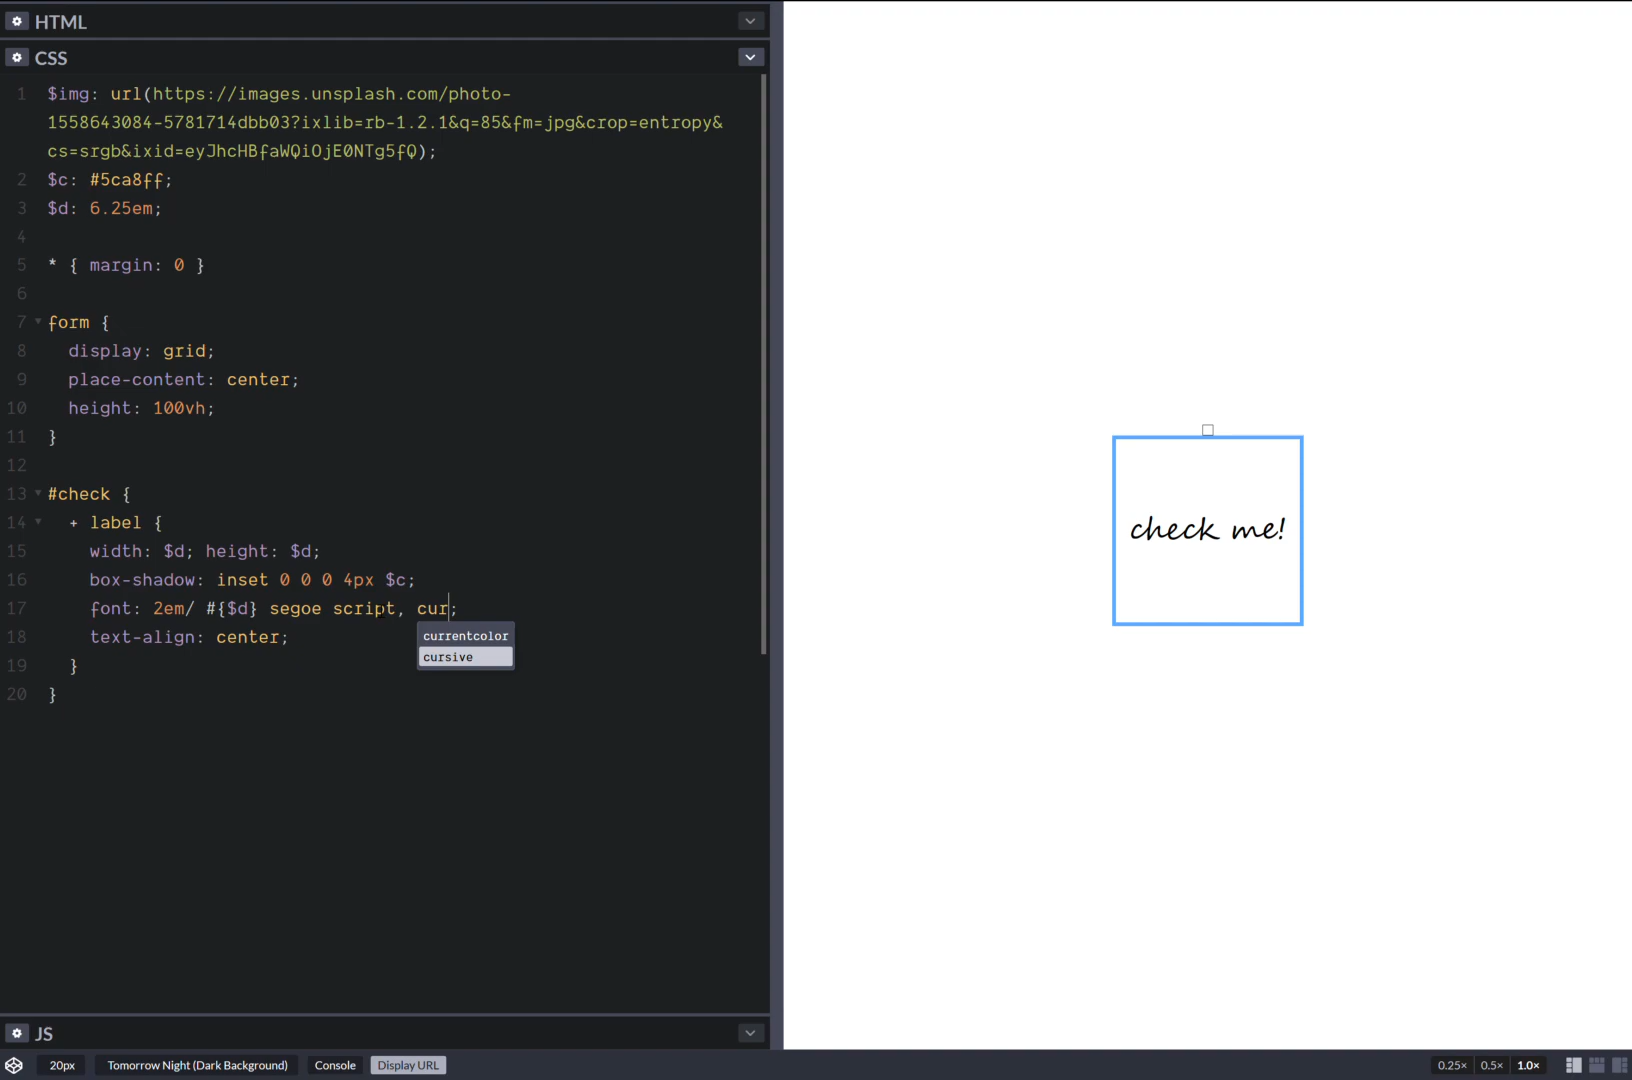 HTML
CSS
1 $img: url(https://images.unsplash.com/photo-
1558643084-5781714dbb03?ixlib=rb-1.2.1&q=85&fm=jpg&crop=entropy&
cs=srgb&ixid=eyJhcHBfaWQiOjE0NTg5fQ);
2 $c: #5ca8ff;
3 $d: 6.25em;
4
5 * { margin: 0 }
6
7 form {
8 display: grid;
9 place-content: center;
10 height: 100vh;
11 }
12
13 #check {
14 + label {
15 width: $d; height: $d;
16 box-shadow: inset 0 0 0 4px $c;
17 font: 2em/ #{$d} segoe script, cur;
18 text-align: center;
19 }
20 }
currentcolor
cursive
check me!
JS
20px Tomorrow Night (Dark Background) Console Display URL 0.25× 0.5× 1.0×